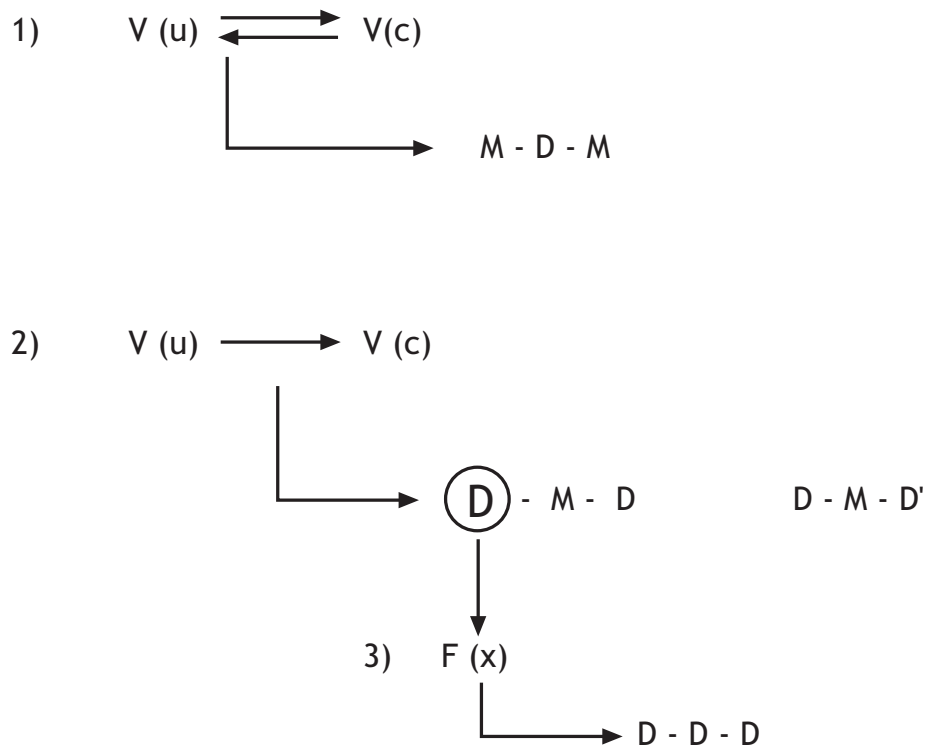 1) V (u) V(c)
M - D - M
2) V (u) V (c)
D - M - D D - M - D'
3) F (x)
D - D - D